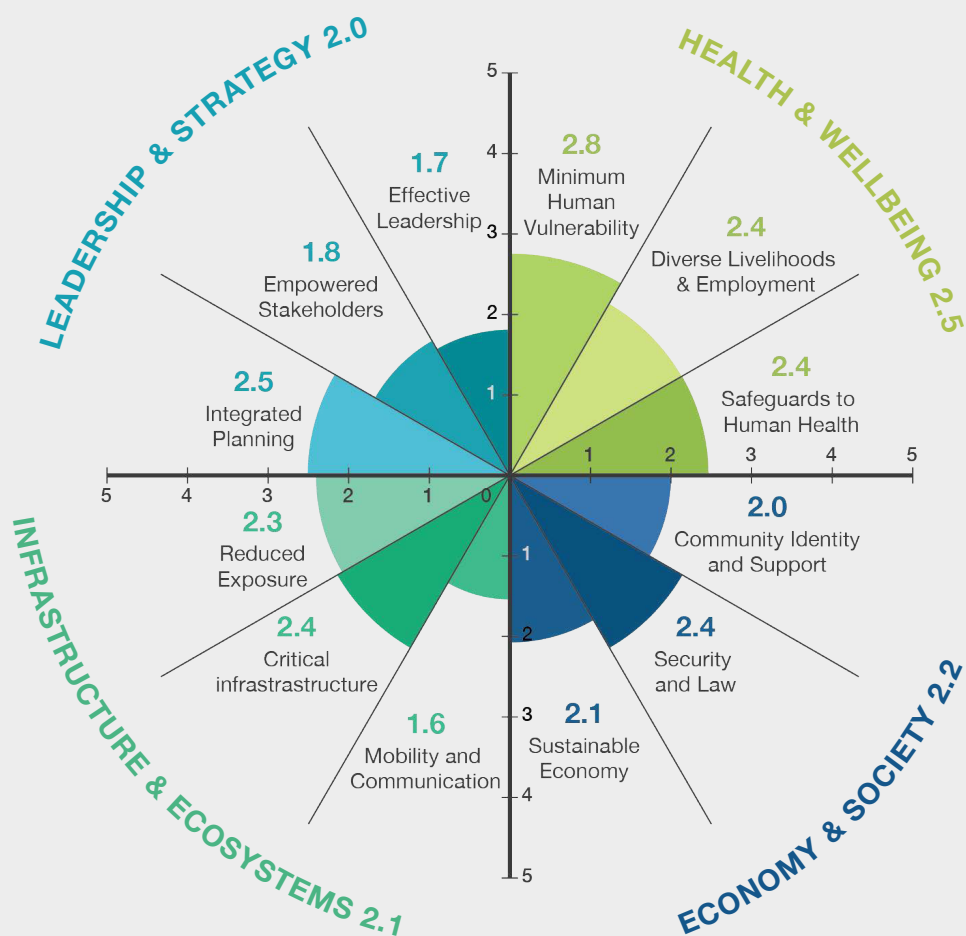 LEADERSHIP & STRATEGY 2.0
HEALTH & WELLBEING 2.5
5
4
3
2
1
1.7
Effective
Leadership
2.8
Minimum
Human
Vulnerability
1.8
Empowered
Stakeholders
2.4
Diverse Livelihoods
& Employment
2.5
Integrated
Planning
2.4
Safeguards to
Human Health
1
2
3
4
5
5
4
3
2
1
0
2.3
Reduced
Exposure
2.0
Community Identity
and Support
2.4
Critical
infrastrastructure
2.4
Security
and Law
1.6
Mobility and
Communication
2.1
Sustainable
Economy
1
2
3
4
5
INFRASTRUCTURE & ECOSYSTEMS 2.1
ECONOMY & SOCIETY 2.2